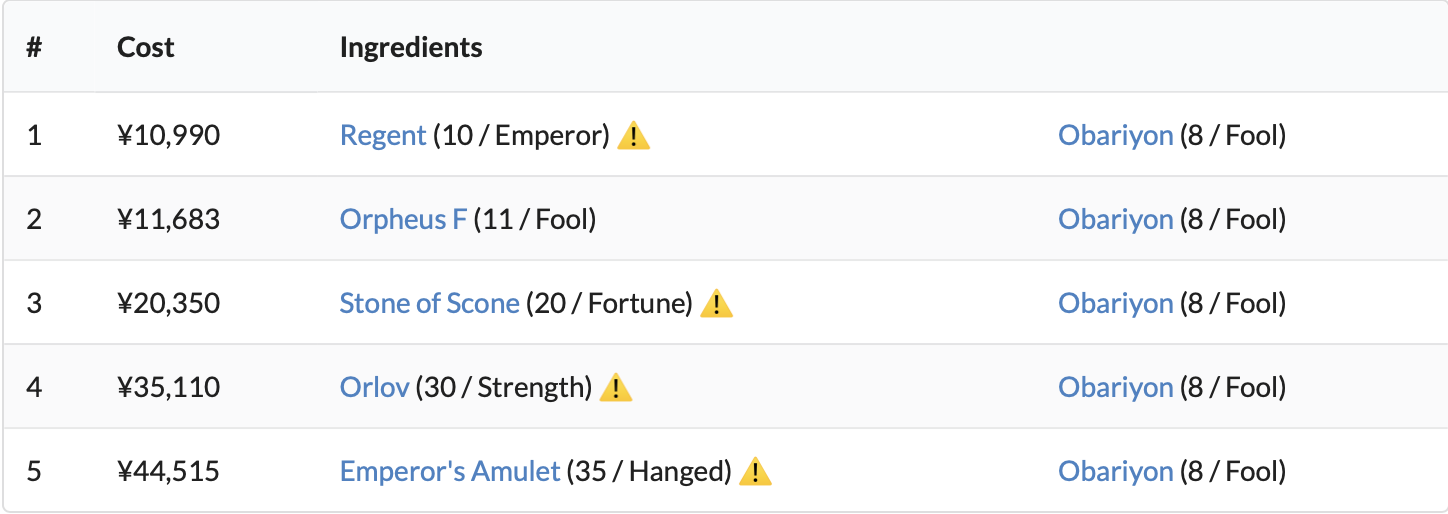 # Cost Ingredients
1 ¥10,990 Regent (10 / Emperor) ⚠️ Obariyon (8 / Fool)
2 ¥11,683 Orpheus F (11 / Fool) Obariyon (8 / Fool)
3 ¥20,350 Stone of Scone (20 / Fortune) ⚠️ Obariyon (8 / Fool)
4 ¥35,110 Orlov (30 / Strength) ⚠️ Obariyon (8 / Fool)
5 ¥44,515 Emperor's Amulet (35 / Hanged) ⚠️ Obariyon (8 / Fool)